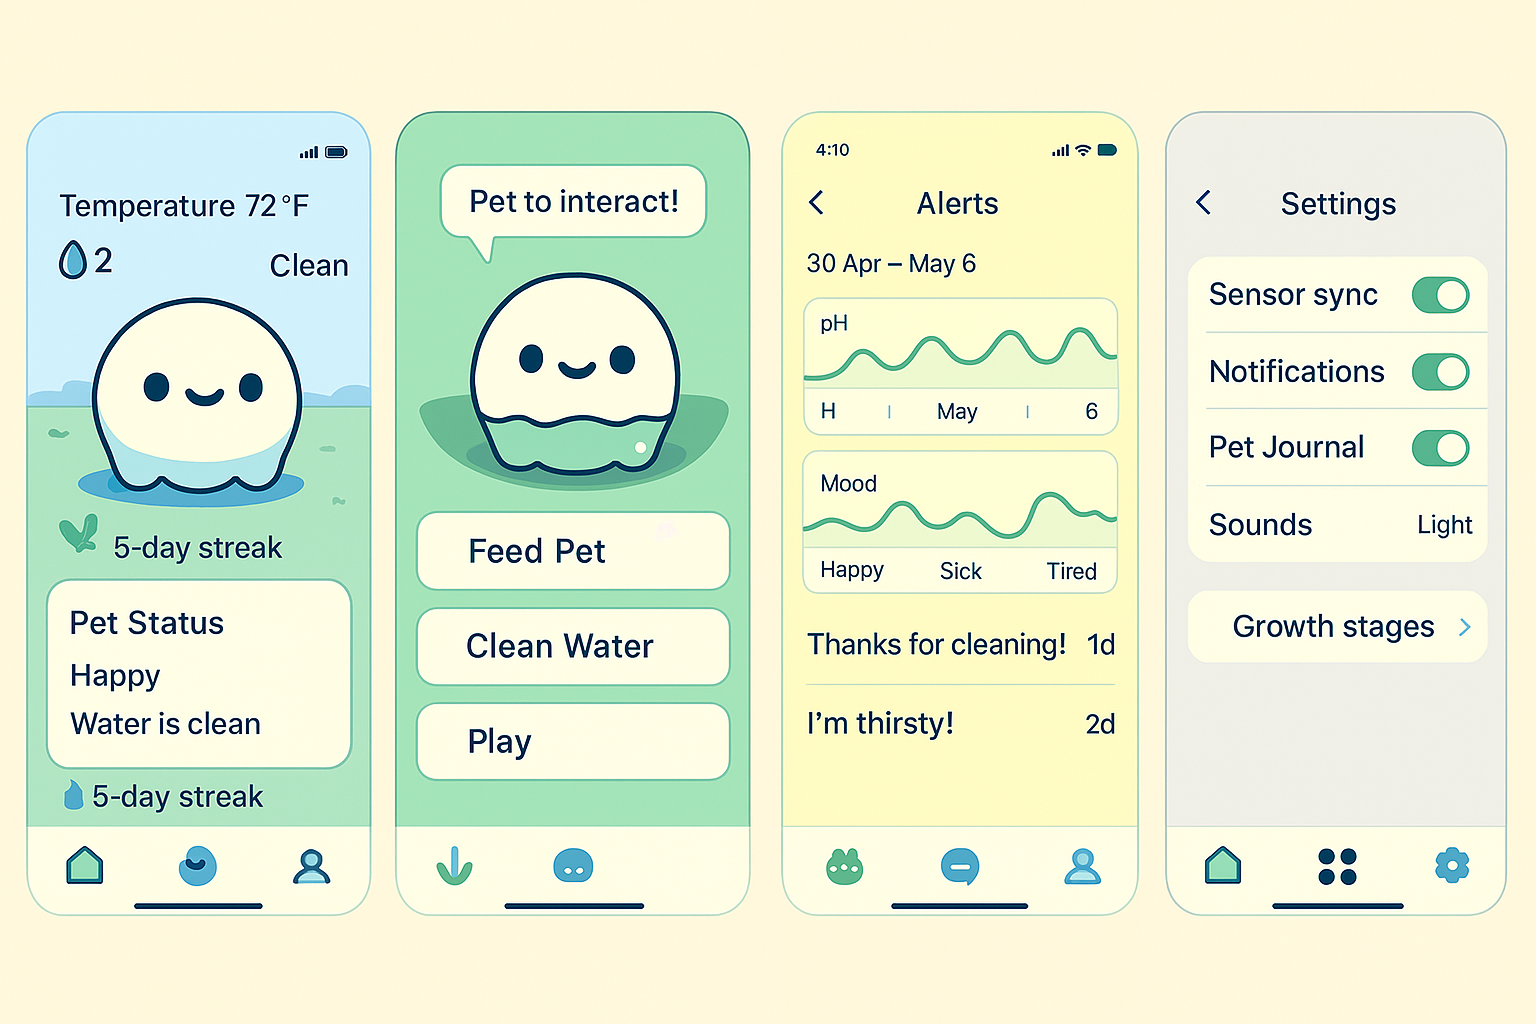 Temperature 72 °F
2
Clean
5-day streak
Pet Status
Happy
Water is clean
5-day streak
Pet to interact!
Feed Pet
Clean Water
Play
4:10
Alerts
30 Apr – May 6
pH
H May 6
Mood
Happy Sick Tired
Thanks for cleaning! 1d
I'm thirsty! 2d
Settings
Sensor sync
Notifications
Pet Journal
Sounds Light
Growth stages